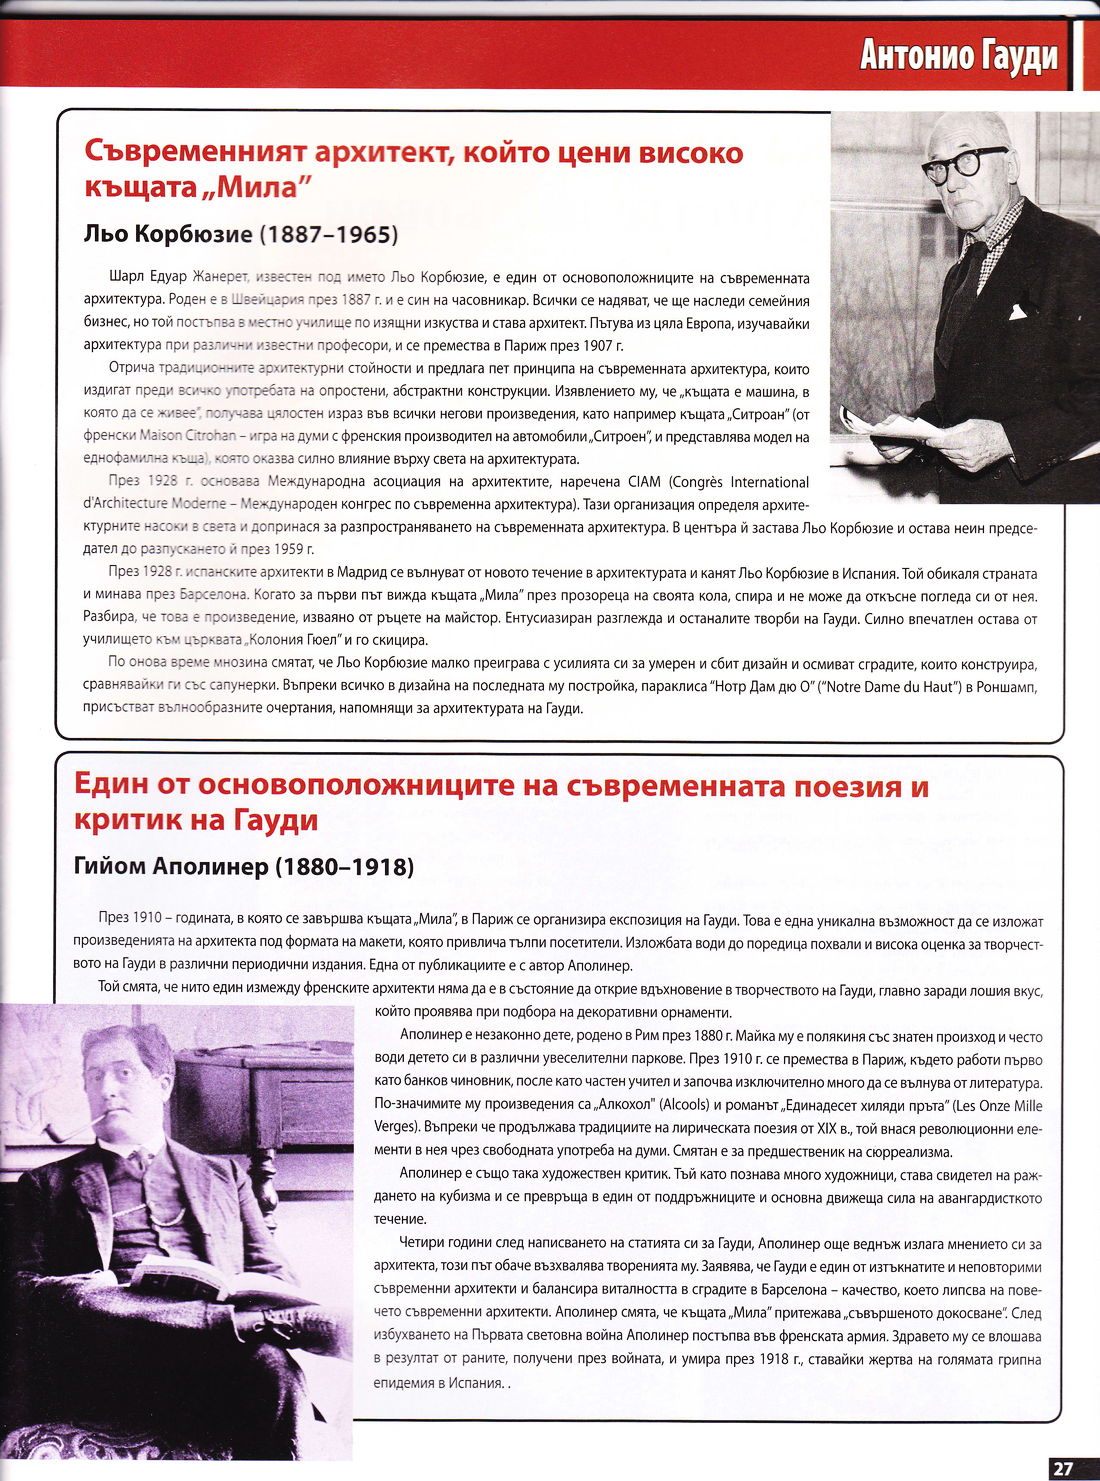 Антонио Гауди
Съвременният архитект, който цени високо
къщата „Мила”
Льо Корбюзие (1887–1965)
Шарл Едуар Жанерет, известен под името Льо Корбюзие, е един от основоположниците на съвременната
архитектура. Роден е в Швейцария през 1887 г. и е син на часовникар. Всички се надяват, че ще наследи семейния
бизнес, но той постъпва в местно училище по изящни изкуства и става архитект. Пътува из цяла Европа, изучавайки
архитектура при различни известни професори, и се премества в Париж през 1907 г.
Отрича традиционните архитектурни стойности и предлага пет принципа на съвременната архитектура, които
издигат преди всичко употребата на опростени, абстрактни конструкции. Изявлението му, че „къщата е машина, в
която да се живее”, получава цялостен израз във всички негови произведения, като например къщата „Ситроан” (от
френски Maison Citrohan – игра на думи с френския производител на автомобили „Ситроен”, и представлява модел на
еднофамилна къща), която оказва силно влияние върху света на архитектурата.
През 1928 г. основава Международна асоциация на архитектите, наречена CIAM (Congrès International
d'Architecture Moderne – Международен конгрес по съвременна архитектура). Тази организация определя архите-
ктурните насоки в света и допринася за разпространяването на съвременната архитектура. В центъра й застава Льо Корбюзие и остава неин предсе-
дател до разпускането й през 1959 г.
През 1928 г. испанските архитекти в Мадрид се вълнуват от новото течение в архитектурата и канят Льо Корбюзие в Испания. Той обикаля страната
и минава през Барселона. Когато за първи път вижда къщата „Мила” през прозореца на своята кола, спира и не може да откъсне погледа си от нея.
Разбира, че това е произведение, изваяно от ръцете на майстор. Ентусиазиран разглежда и останалите творби на Гауди. Силно впечатлен остава от
училището към църквата „Колония Гюел” и го скицира.
По онова време мнозина смятат, че Льо Корбюзие малко преиграва с усилията си за умерен и сбит дизайн и осмиват сградите, които конструира,
сравнявайки ги със сапунерки. Въпреки всичко в дизайна на последната му постройка, параклиса “Нотр Дам дю О” (“Notre Dame du Haut”) в Роншамп,
присъстват вълнообразните очертания, напомнящи за архитектурата на Гауди.
Един от основоположниците на съвременната поезия и
критик на Гауди
Гийом Аполинер (1880–1918)
През 1910 – годината, в която се завършва къщата „Мила”, в Париж се организира експозиция на Гауди. Това е една уникална възможност да се изложат
произведенията на архитекта под формата на макети, която привлича тълпи посетители. Изложбата води до поредица похвали и висока оценка за творчест-
вото на Гауди в различни периодични издания. Една от публикациите е с автор Аполинер.
Той смята, че нито един измежду френските архитекти няма да е в състояние да открие вдъхновение в творчеството на Гауди, главно заради лошия вкус,
който проявява при подбора на декоративни орнаменти.
Аполинер е незаконно дете, родено в Рим през 1880 г. Майка му е полякиня със знатен произход и често
води детето си в различни увеселителни паркове. През 1910 г. се премества в Париж, където работи първо
като банков чиновник, после като частен учител и започва изключително много да се вълнува от литература.
По-значимите му произведения са „Алкохол" (Alcools) и романът „Единадесет хиляди пръта” (Les Onze Mille
Verges). Въпреки че продължава традициите на лирическата поезия от XIX в., той внася революционни еле-
менти в нея чрез свободната употреба на думи. Смятан е за предшественик на сюрреализма.
Аполинер е също така художествен критик. Тъй като познава много художници, става свидетел на раж-
дането на кубизма и се превръща в един от поддръжниците и основна движеща сила на авангардисткото
течение.
Четири години след написването на статията си за Гауди, Аполинер още веднъж излага мнението си за
архитекта, този път обаче възхвалява творенията му. Заявява, че Гауди е един от изтъкнатите и неповторими
съвременни архитекти и балансира виталността в сградите в Барселона – качество, което липсва на пове-
чето съвременни архитекти. Аполинер смята, че къщата „Мила” притежава „съвършеното докосване”. След
избухването на Първата световна война Аполинер постъпва във френската армия. Здравето му се влошава
в резултат от раните, получени през войната, и умира през 1918 г., ставайки жертва на голямата грипна
епидемия в Испания. .
27